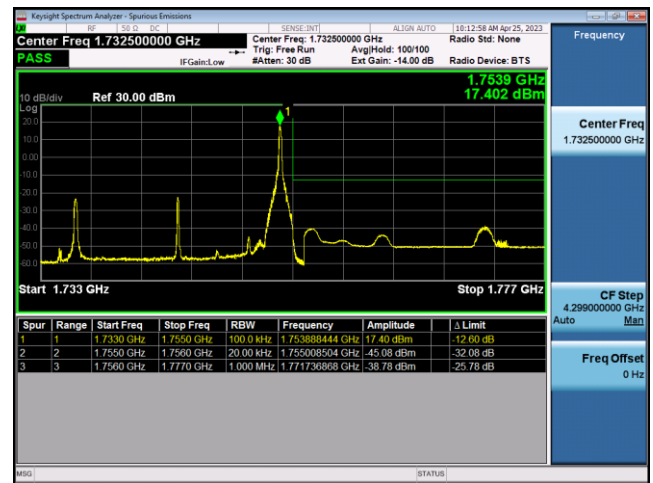 Keysight Spectrum Analyzer - Spurious Emissions
RF 50 Ω DC SENSE:INT ALIGN AUTO 10:12:58 AM Apr 25, 2023
Center Freq 1.732500000 GHz
PASS
IFGain:Low
Center Freq: 1.732500000 GHz
Trig: Free Run Avg|Hold: 100/100
#Atten: 30 dB Ext Gain: -14.00 dB
Radio Std: None
Radio Device: BTS
1.7539 GHz
17.402 dBm
10 dB/div Ref 30.00 dBm
Log
20.0
10.0
0.00
-10.0
-20.0
-30.0
-40.0
-50.0
-60.0
1
Start 1.733 GHz Stop 1.777 GHz
Spur Range Start Freq Stop Freq RBW Frequency Amplitude Δ Limit
1 1 1.7330 GHz 1.7550 GHz 100.0 kHz 1.753888444 GHz 17.40 dBm -12.60 dB
2 2 1.7550 GHz 1.7560 GHz 20.00 kHz 1.755008504 GHz -45.08 dBm -32.08 dB
3 3 1.7560 GHz 1.7770 GHz 1.000 MHz 1.771736868 GHz -38.78 dBm -25.78 dB
MSG STATUS
Frequency
Center Freq
1.732500000 GHz
CF Step
4.299000000 GHz
Auto Man
Freq Offset
0 Hz